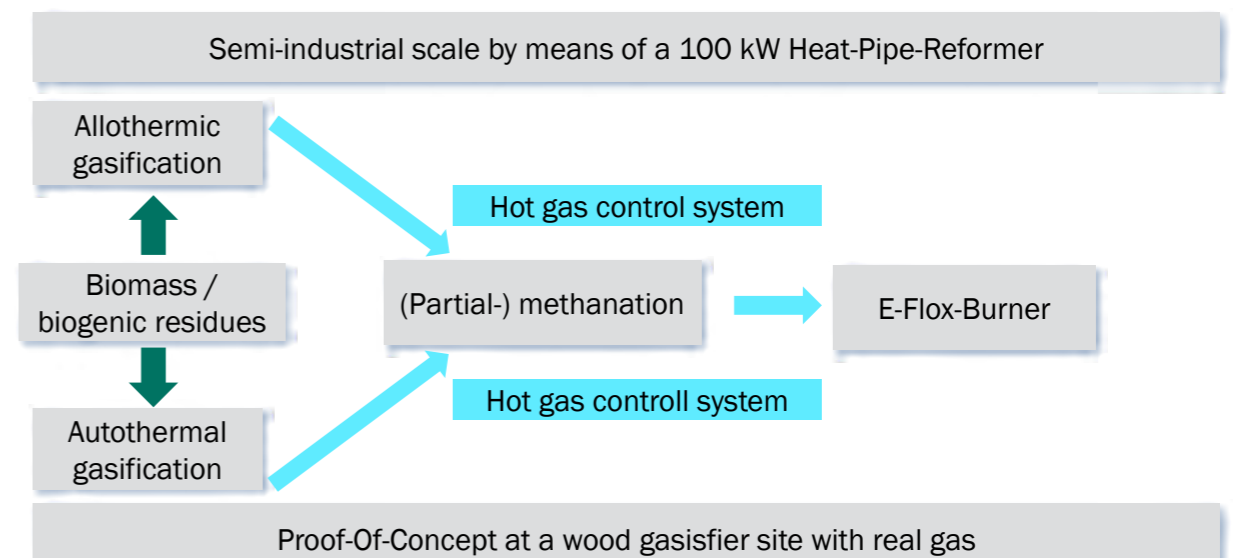 Semi-industrial scale by means of a 100 kW Heat-Pipe-Reformer
Allothermic
gasification
Hot gas control system
Biomass /
biogenic residues
(Partial-) methanation
E-Flox-Burner
Hot gas controll system
Autothermal
gasification
Proof-Of-Concept at a wood gasisfier site with real gas